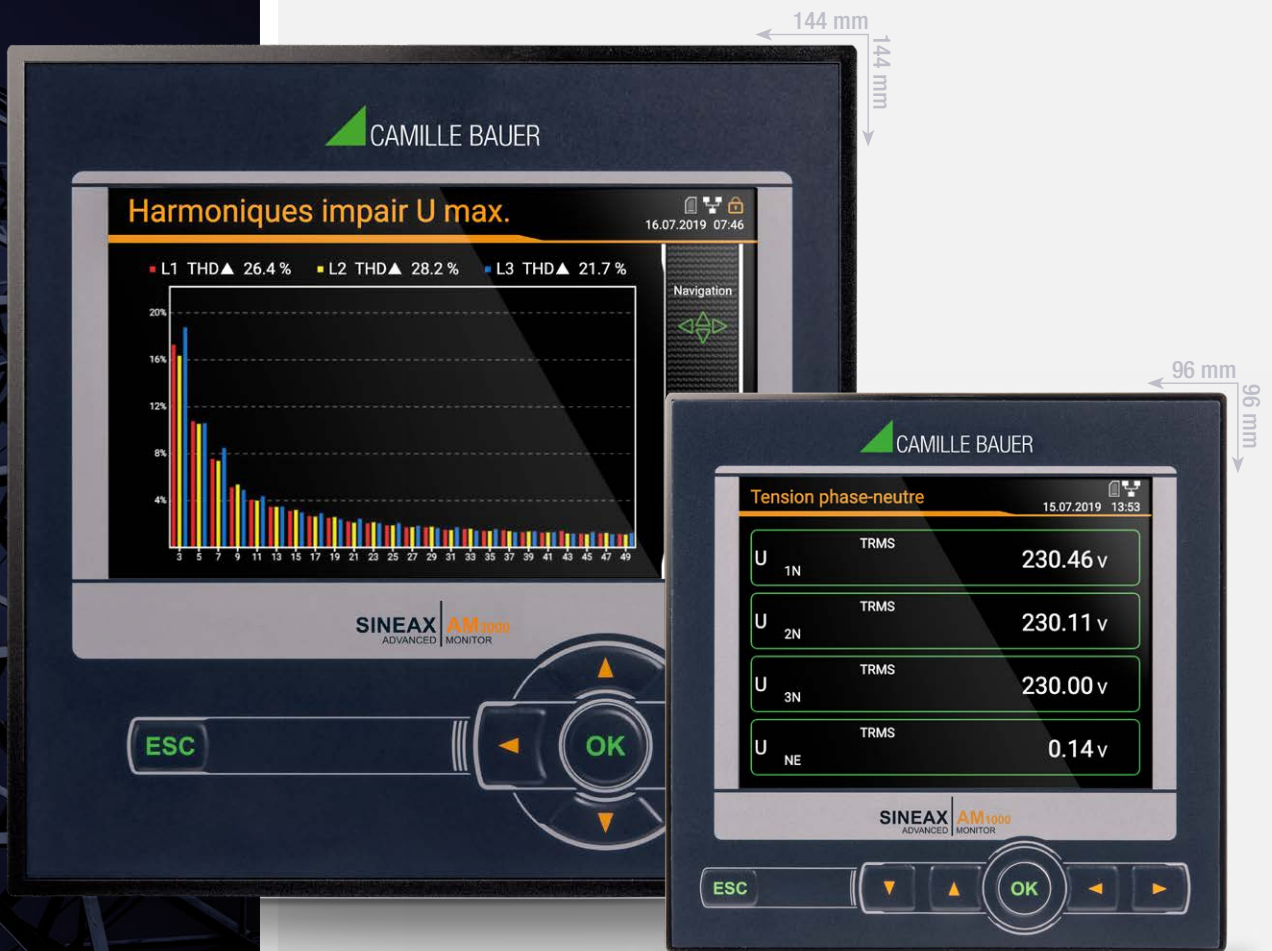 144 mm
144 mm
CAMILLE BAUER
Harmoniques impair U max.
16.07.2019 07:46
L1 THD▲ 26.4 % L2 THD▲ 28.2 % L3 THD▲ 21.7 %
Navigation
20%
16%
12%
8%
4%
3 5 7 9 11 13 15 17 19 21 23 25 27 29 31 33 35 37 39 41 43 45 47 49
SINEAX
ADVANCED MONITOR
ESC
OK
96 mm
96 mm
CAMILLE BAUER
Tension phase-neutre
15.07.2019 13:53
U 1N TRMS 230.46 V
U 2N TRMS 230.11 V
U 3N TRMS 230.00 V
U NE TRMS 0.14 V
SINEAX AM1000
ADVANCED MONITOR
ESC
OK